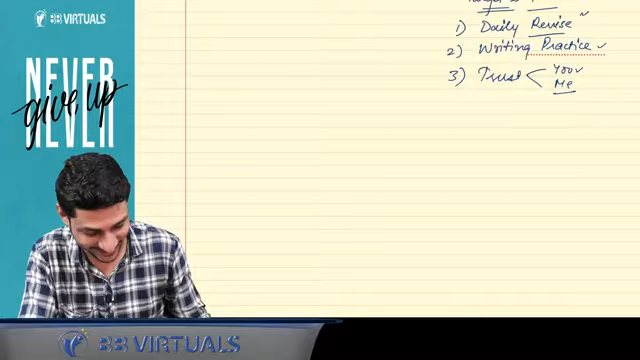 BB VIRTUALS
NEVER
give up
NEVER
1) Daily Revise
2) Writing Practice
3) Trust
Your
Me
BB VIRTUALS